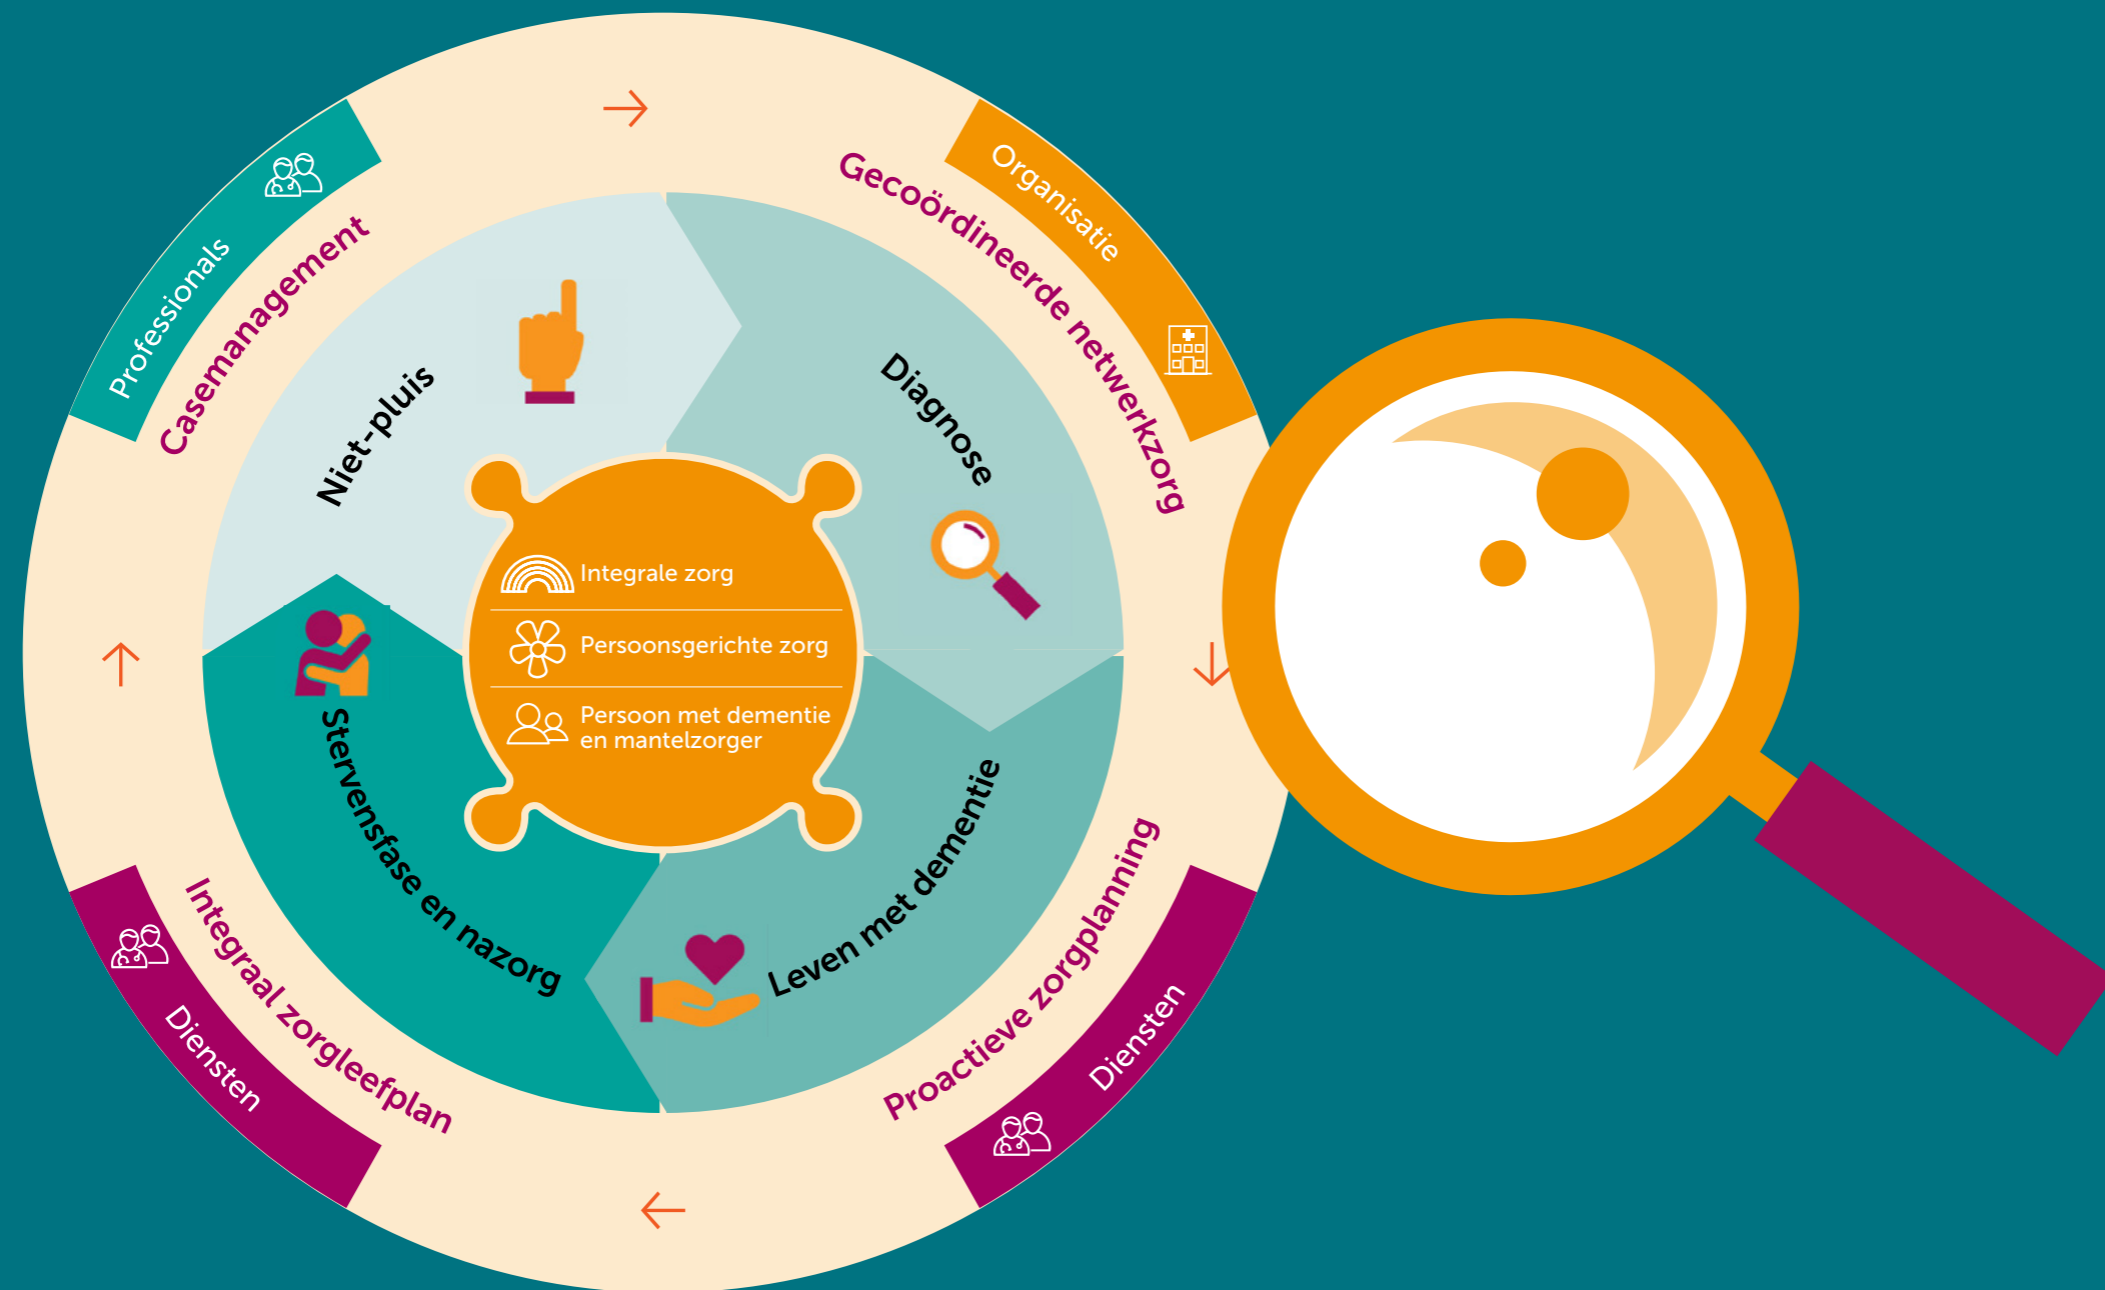 Professionals
Casemanagement
Organisatie
Gecoördineerde netwerkzorg
Niet-pluis
Diagnose
Integrale zorg
Persoonsgerichte zorg
Persoon met dementie
en mantelzorger
Stervensfase en nazorg
Leven met dementie
Integraal zorgleefplan
Diensten
Proactieve zorgplanning
Diensten